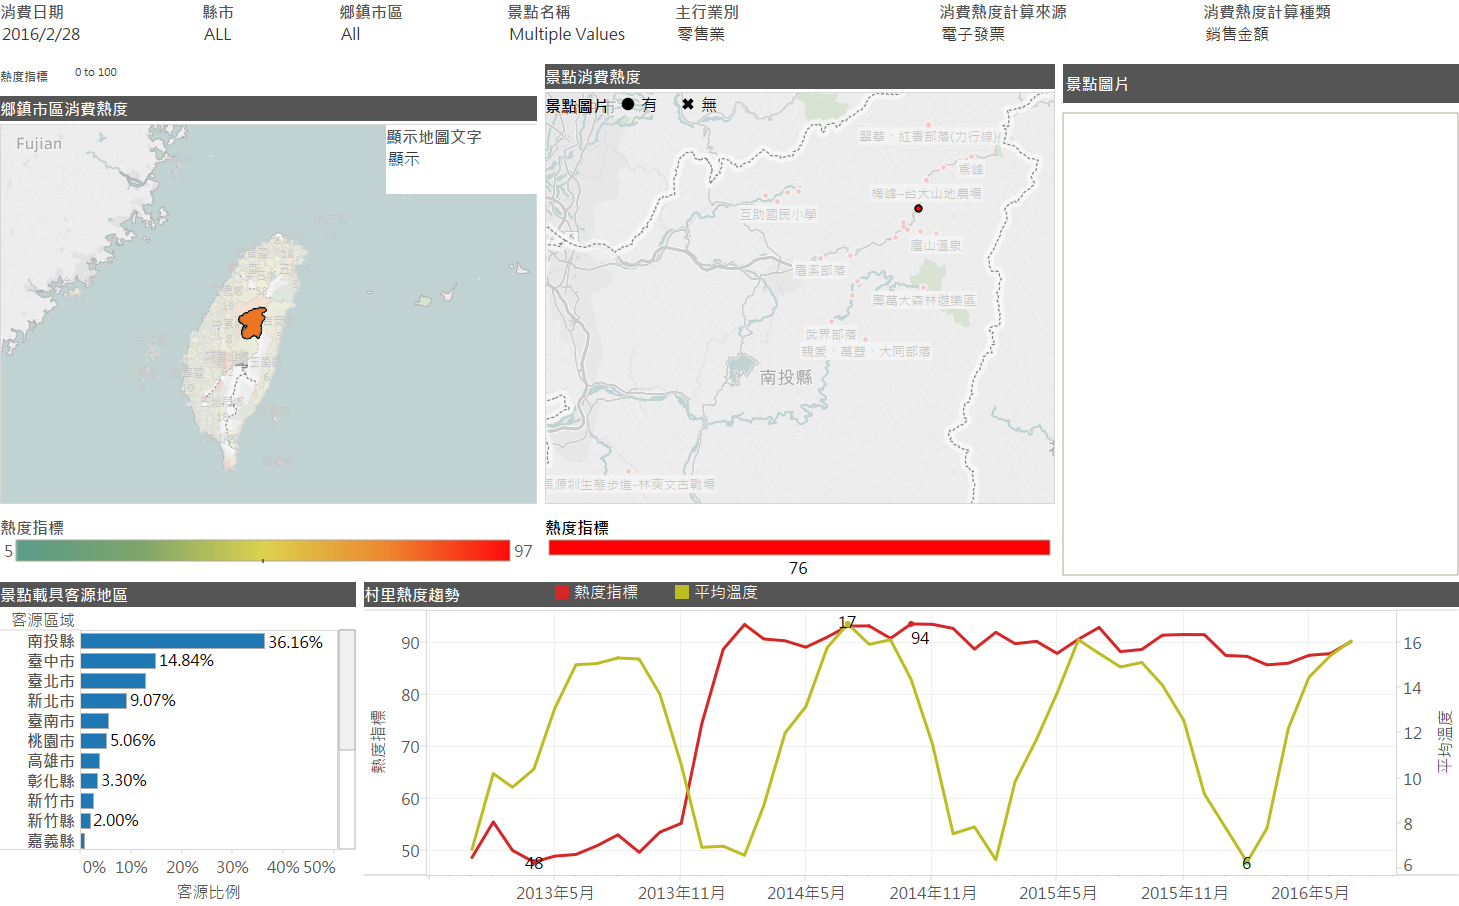 消費日期
縣市
鄉鎮市區
景點名稱
主行業別
消費熱度計算來源
消費熱度計算種類
2016/2/28
ALL
All
Multiple Values
零售業
電子發票
銷售金額
熱度指標
0 to 100
鄉鎮市區消費熱度
Fujian
顯示地圖文字
顯示
熱度指標
5
97
景點消費熱度
景點圖片
有
無
翠華、紅香部落(力行線)
鳶峰
梅峰–台大山地農場
互助國民小學
廬山溫泉
眉溪部落
奧萬大森林遊樂區
武界部落
親愛、萬豐、大同部落
南投縣
源圳生態步道-林爽文古戰場
熱度指標
76
景點圖片
景點載具客源地區
客源區域
南投縣
36.16%
臺中市
14.84%
臺北市
新北市
9.07%
臺南市
桃園市
5.06%
高雄市
彰化縣
3.30%
新竹市
新竹縣
2.00%
嘉義縣
0%
10%
20%
30%
40%
50%
客源比例
村里熱度趨勢
熱度指標
平均溫度
熱度指標
90
80
70
60
50
17
94
48
6
16
14
12
10
8
6
平均溫度
2013年5月
2013年11月
2014年5月
2014年11月
2015年5月
2015年11月
2016年5月